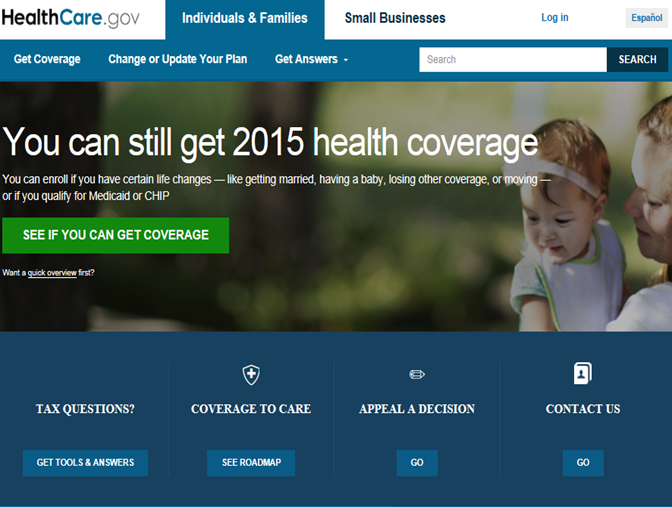 HealthCare.gov
Individuals & Families
Small Businesses
Log in
Español
Get Coverage
Change or Update Your Plan
Get Answers
Search
SEARCH
You can still get 2015 health coverage
You can enroll if you have certain life changes — like getting married, having a baby, losing other coverage, or moving —
or if you qualify for Medicaid or CHIP
SEE IF YOU CAN GET COVERAGE
Want a quick overview first?
TAX QUESTIONS?
COVERAGE TO CARE
APPEAL A DECISION
CONTACT US
GET TOOLS & ANSWERS
SEE ROADMAP
GO
GO